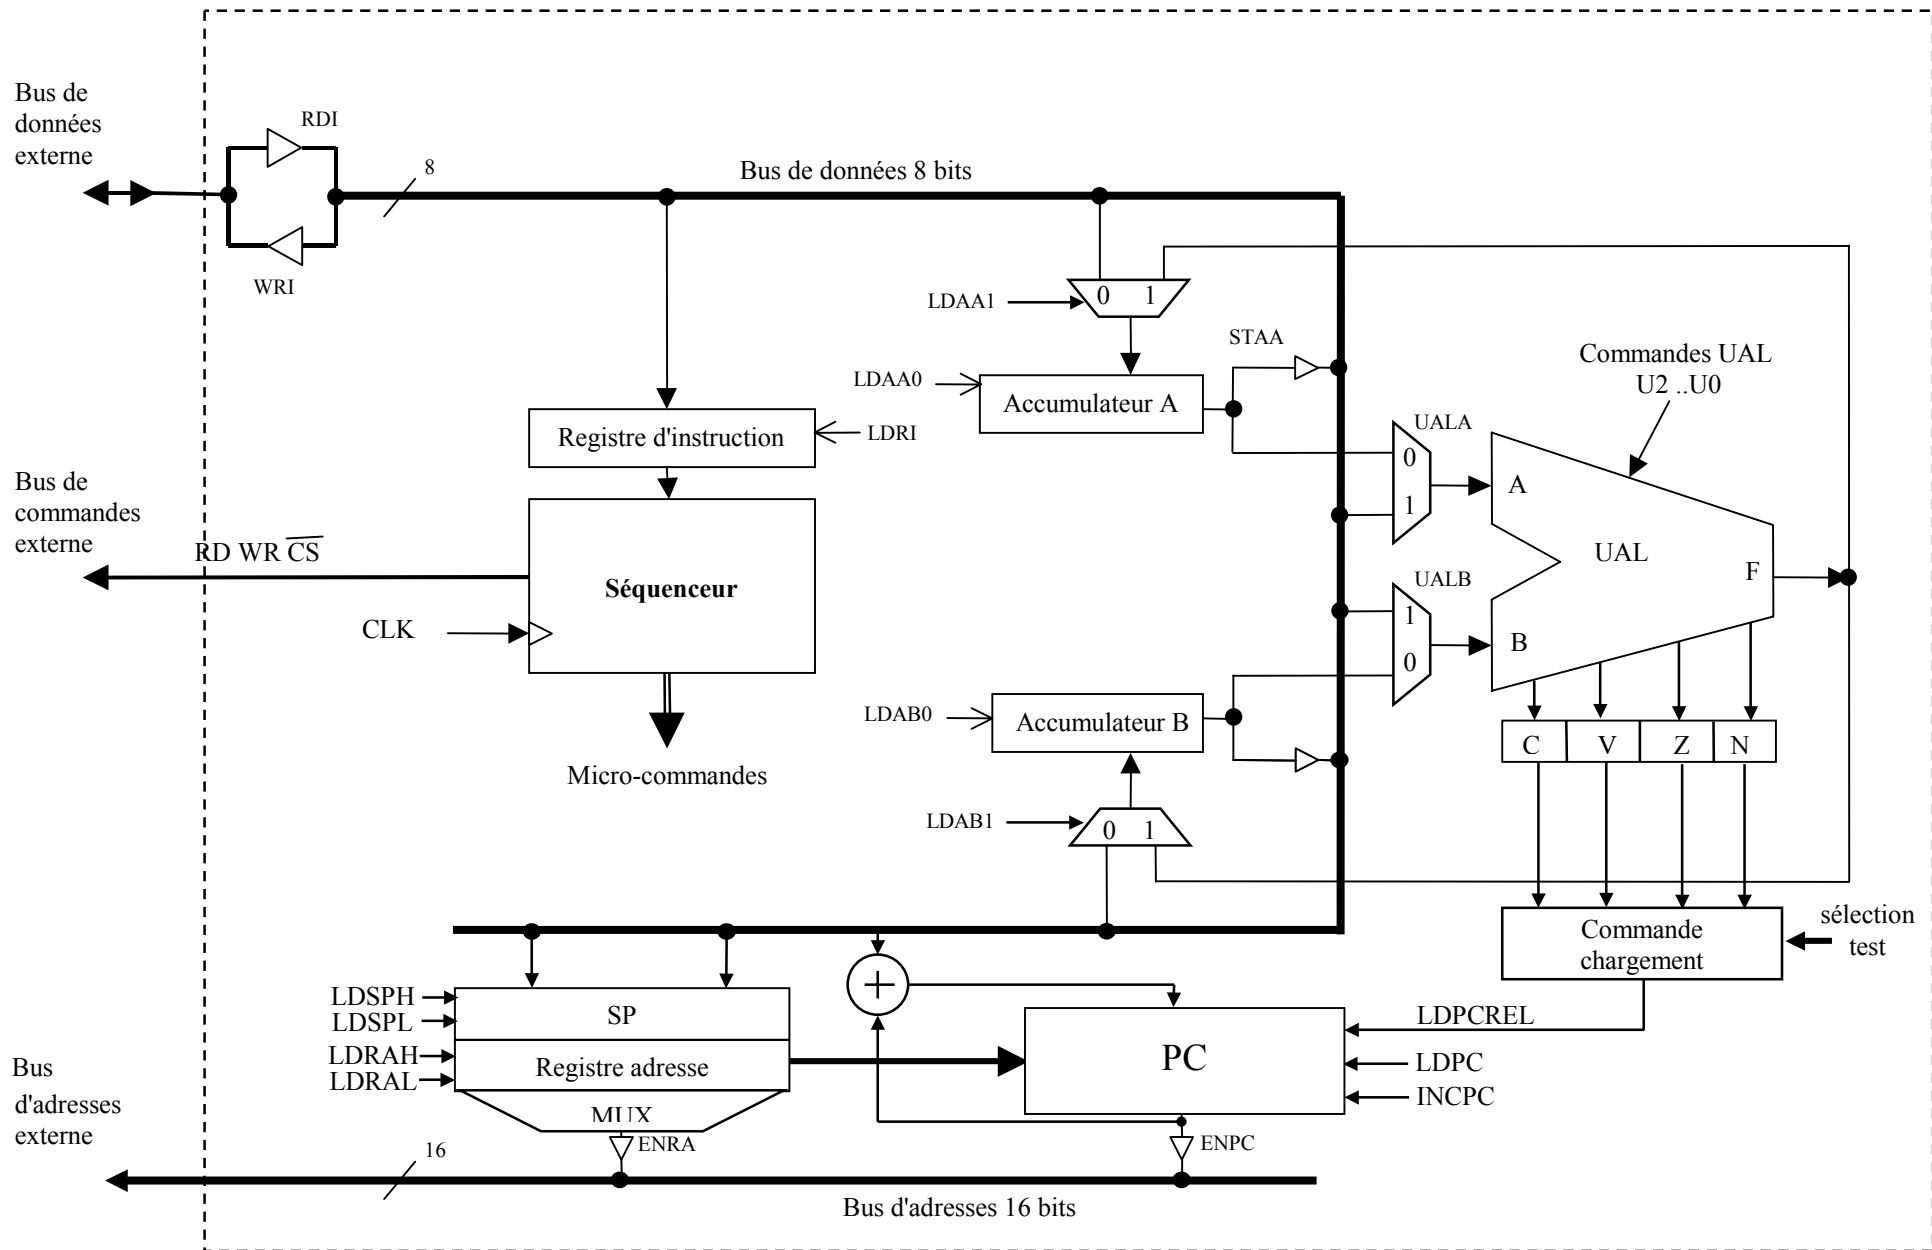 Bus de
données
externe
RDI
WRI
8
Bus de données 8 bits
LDAA1
0 1
STAA
LDAA0
Accumulateur A
Commandes UAL
U2 ..U0
Registre d'instruction
LDRI
UALA
0
1
A
UAL
F
B
UALB
1
0
Bus de
commandes
externe
RD WR C̅S̅
Séquenceur
CLK
Micro-commandes
LDAB0
Accumulateur B
LDAB1
0 1
C V Z N
Commande
chargement
sélection
test
LDSPH
LDSPL
LDRAH
LDRAL
SP
Registre adresse
MUX
ENRA
+
PC
LDPCREL
LDPC
INCPC
ENPC
Bus
d'adresses
externe
16
Bus d'adresses 16 bits